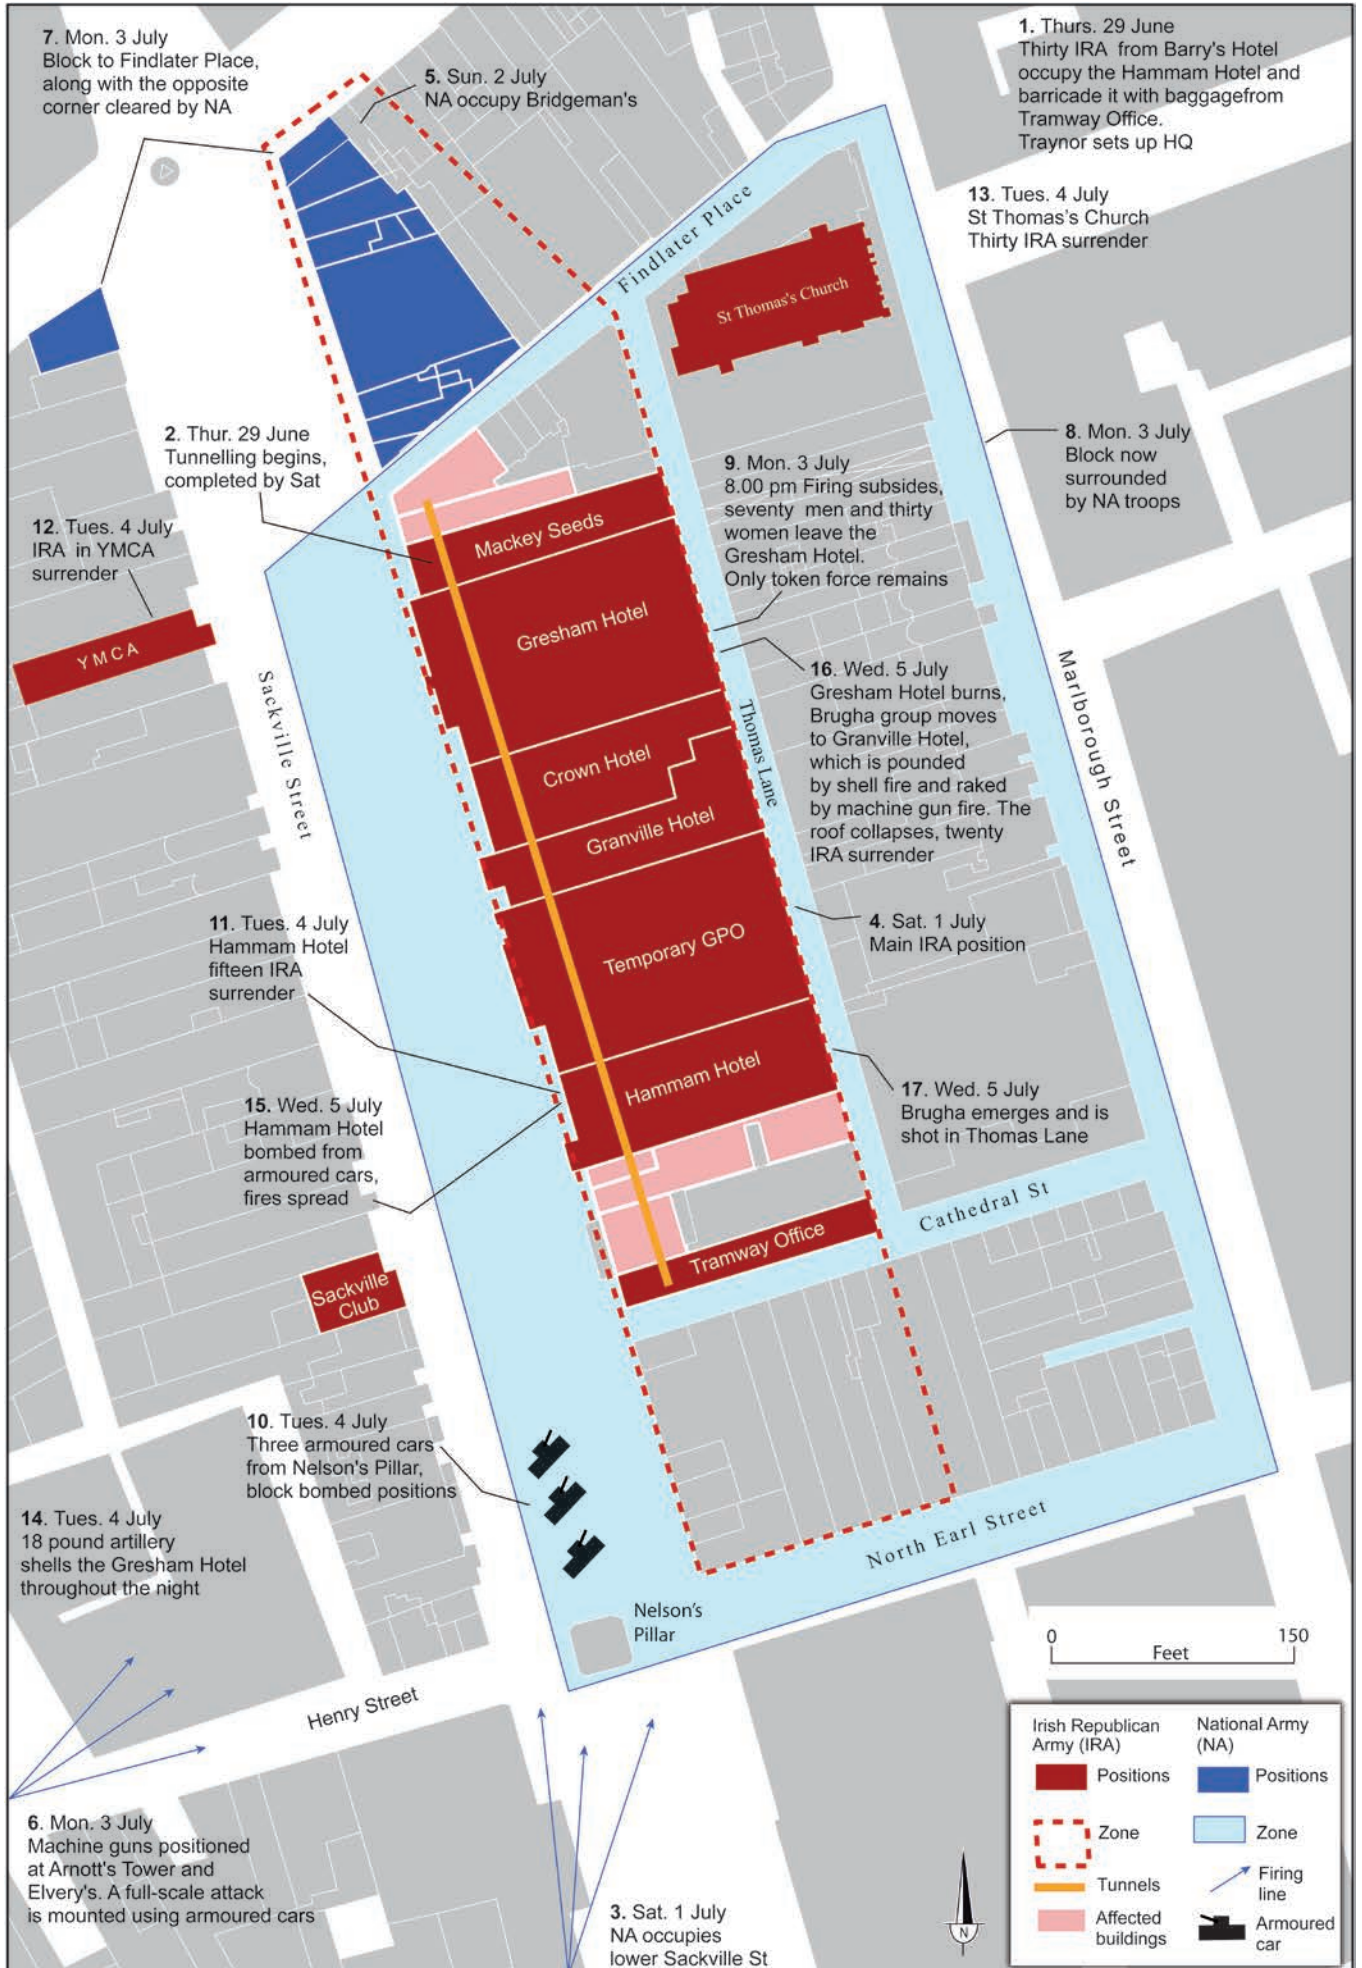 7. Mon. 3 July
Block to Findlater Place,
along with the opposite
corner cleared by NA
5. Sun. 2 July
NA occupy Bridgeman's
1. Thurs. 29 June
Thirty IRA from Barry's Hotel
occupy the Hammam Hotel and
barricade it with baggagefrom
Tramway Office.
Traynor sets up HQ
13. Tues. 4 July
St Thomas's Church
Thirty IRA surrender
Findlater Place
St Thomas's Church
2. Thur. 29 June
Tunnelling begins,
completed by Sat
8. Mon. 3 July
Block now
surrounded
by NA troops
9. Mon. 3 July
8.00 pm Firing subsides,
seventy men and thirty
women leave the
Gresham Hotel.
Only token force remains
12. Tues. 4 July
IRA in YMCA
surrender
Mackey Seeds
Gresham Hotel
YMCA
Sackville Street
Marlborough Street
16. Wed. 5 July
Gresham Hotel burns,
Brugha group moves
to Granville Hotel,
which is pounded
by shell fire and raked
by machine gun fire. The
roof collapses, twenty
IRA surrender
Thomas Lane
Crown Hotel
Granville Hotel
11. Tues. 4 July
Hammam Hotel
fifteen IRA
surrender
4. Sat. 1 July
Main IRA position
Temporary GPO
Hammam Hotel
15. Wed. 5 July
Hammam Hotel
bombed from
armoured cars,
fires spread
17. Wed. 5 July
Brugha emerges and is
shot in Thomas Lane
Cathedral St
Tramway Office
Sackville
Club
10. Tues. 4 July
Three armoured cars
from Nelson's Pillar,
block bombed positions
14. Tues. 4 July
18 pound artillery
shells the Gresham Hotel
throughout the night
North Earl Street
Nelson's
Pillar
0 150
Feet
Henry Street
6. Mon. 3 July
Machine guns positioned
at Arnott's Tower and
Elvery's. A full-scale attack
is mounted using armoured cars
3. Sat. 1 July
NA occupies
lower Sackville St
N
Irish Republican
Army (IRA)
Positions
Zone
Tunnels
Affected
buildings
National Army
(NA)
Positions
Zone
Firing
line
Armoured
car